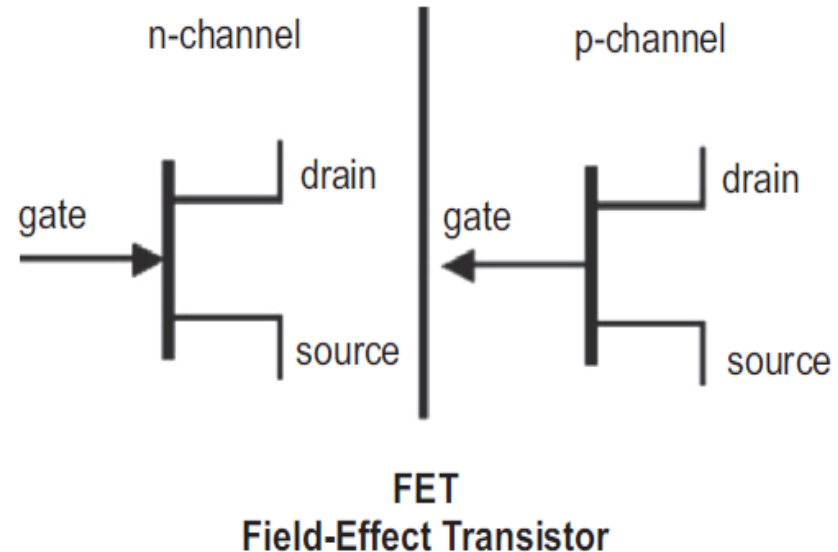 n-channel
p-channel
drain
gate
source
drain
gate
source
FET
Field-Effect Transistor